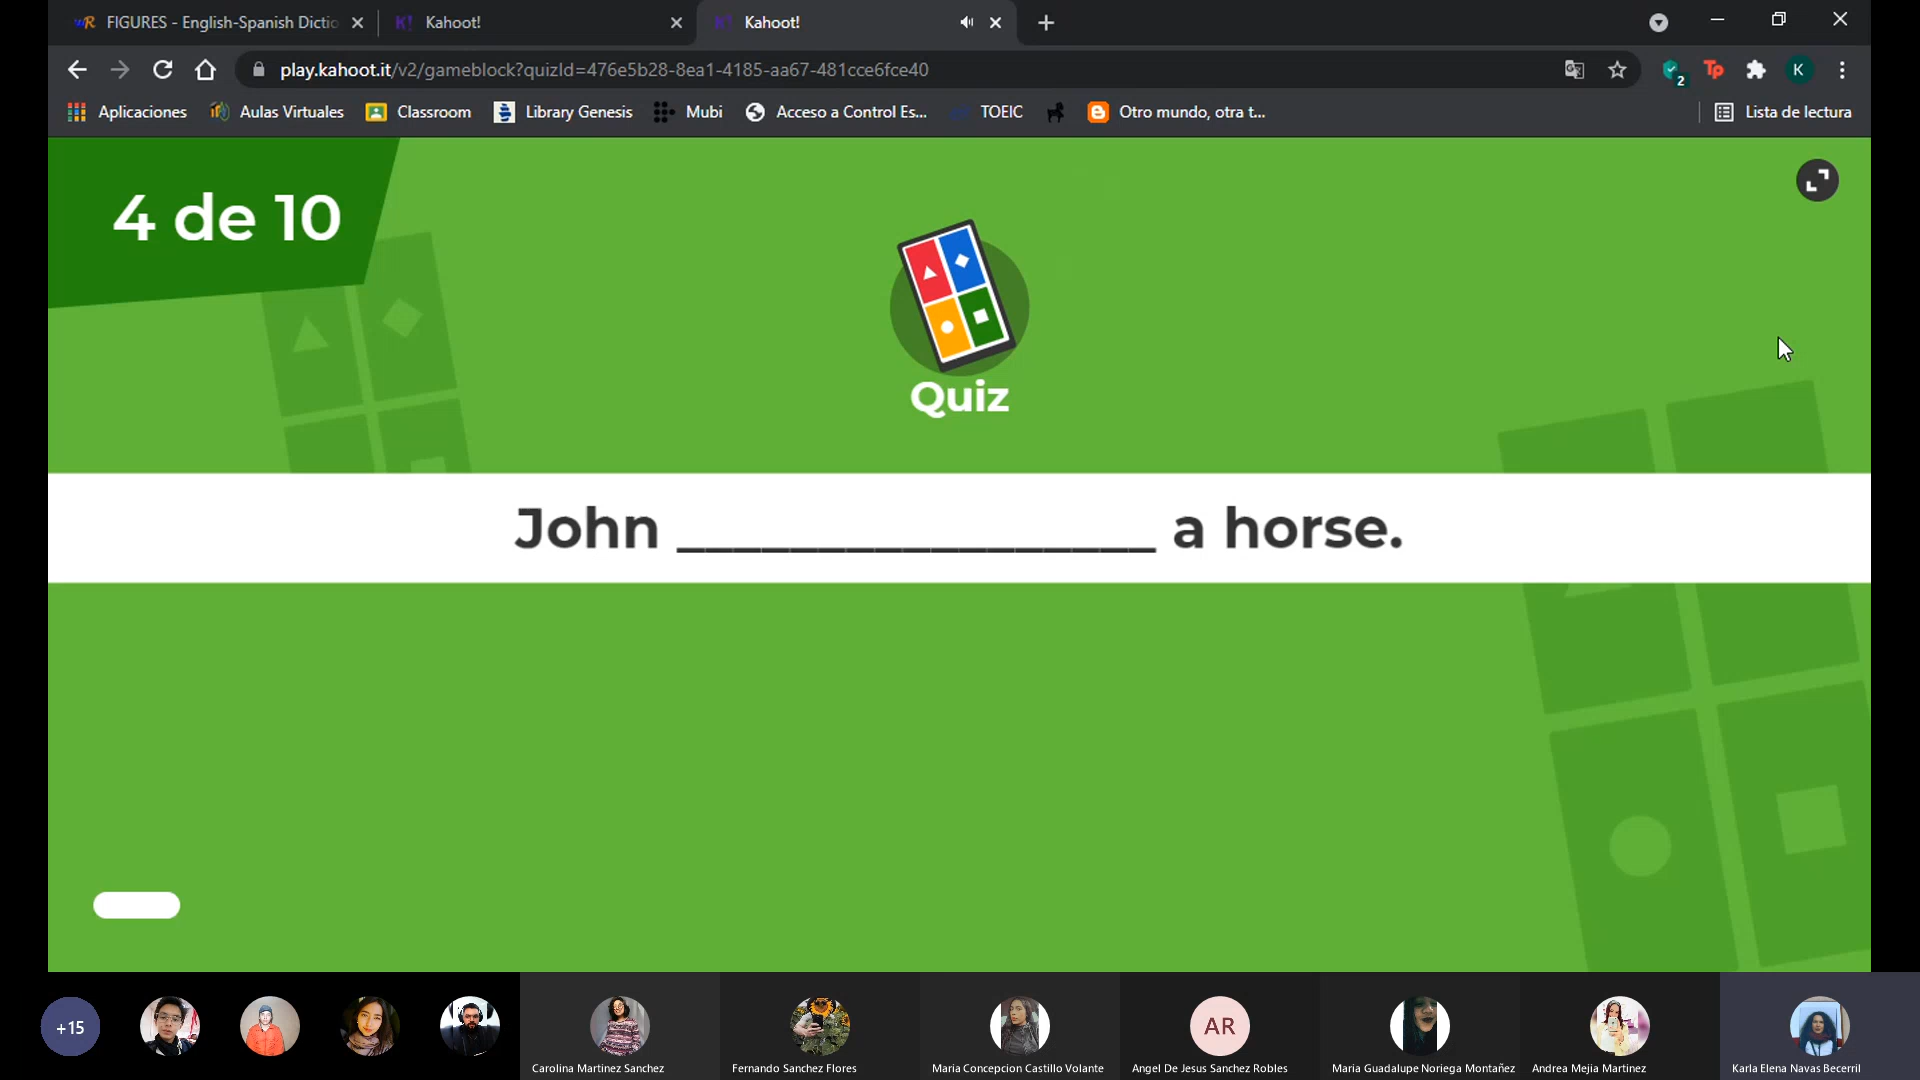 FIGURES - English-Spanish Dictio
Kahoot!
Kahoot!
play.kahoot.it/v2/gameblock?quizId=476e5b28-8ea1-4185-aa67-481cce6fce40
Tp
K
2
Aplicaciones
Aulas Virtuales
Classroom
Library Genesis
Mubi
Acceso a Control Es...
TOEIC
Otro mundo, otra t...
Lista de lectura
4 de 10
Quiz
John _________________ a horse.
+15
AR
Carolina Martinez Sanchez
Fernando Sanchez Flores
Maria Concepcion Castillo Volante
Angel De Jesus Sanchez Robles
Maria Guadalupe Noriega Montañez
Andrea Mejia Martinez
Karla Elena Navas Becerril